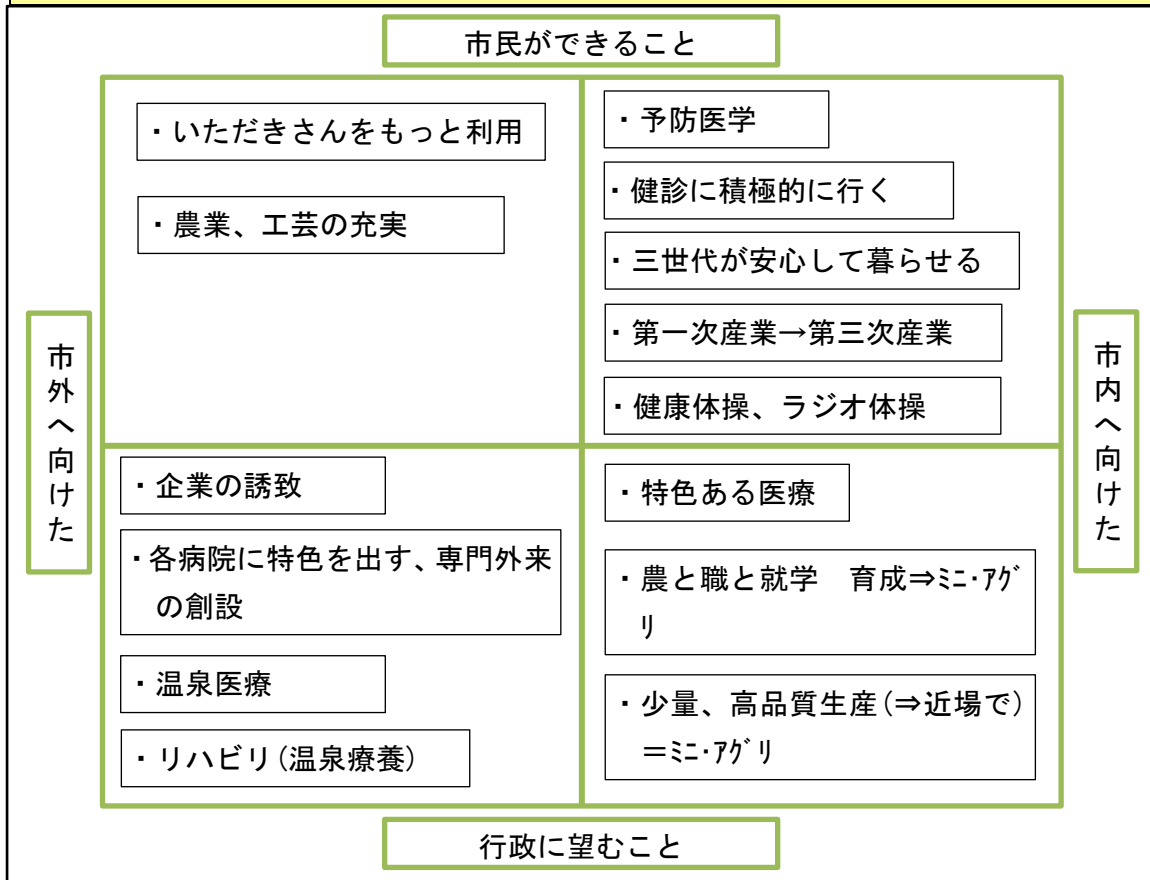 市民ができること
・いただきさんをもっと利用
・農業、工芸の充実
・予防医学
・健診に積極的に行く
・三世代が安心して暮らせる
・第一次産業→第三次産業
・健康体操、ラジオ体操
市外へ向けた
市内へ向けた
・企業の誘致
・各病院に特色を出す、専門外来
の創設
・温泉医療
・リハビリ(温泉療養)
・特色ある医療
・農と職と就学　育成⇒ﾐﾆ･ｱｸﾞ
ﾘ
・少量、高品質生産(⇒近場で)
＝ﾐﾆ･ｱｸﾞﾘ
行政に望むこと